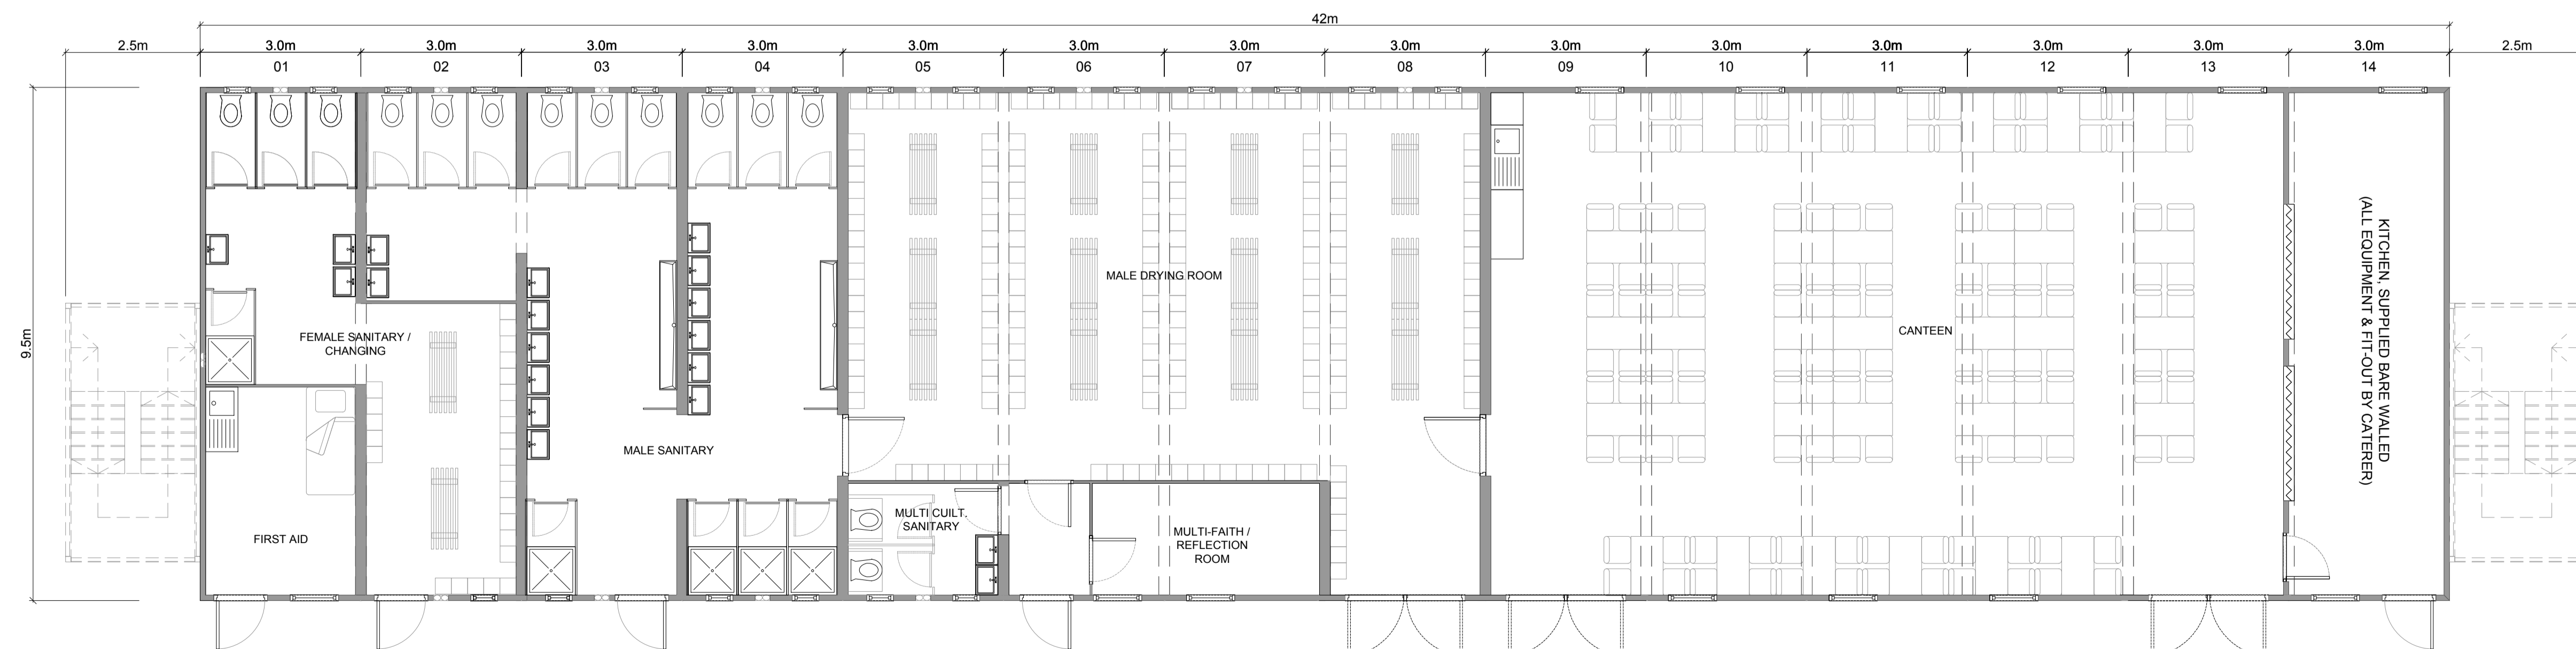 42m
2.5m
3.0m
3.0m
3.0m
3.0m
3.0m
3.0m
3.0m
3.0m
3.0m
3.0m
3.0m
3.0m
3.0m
3.0m
2.5m
01
02
03
04
05
06
07
08
09
10
11
12
13
14
9.5m
FEMALE SANITARY /
CHANGING
FIRST AID
MALE SANITARY
MALE DRYING ROOM
MULTI CUILT.
SANITARY
MULTI-FAITH /
REFLECTION
ROOM
CANTEEN
KITCHEN, SUPPLIED BARE WALLED
(ALL EQUIPMENT & FIT-OUT BY CATERER)